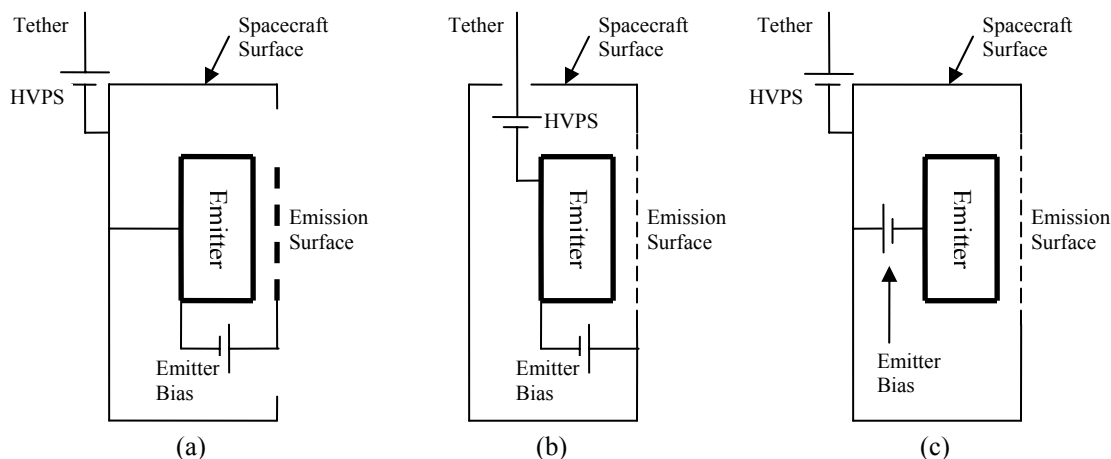 Tether
Spacecraft
Surface
HVPS
Emitter
Emission
Surface
Emitter
Bias
(a)
Tether
Spacecraft
Surface
HVPS
Emitter
Emission
Surface
Emitter
Bias
(b)
Tether
Spacecraft
Surface
HVPS
Emitter
Emission
Surface
Emitter
Bias
(c)